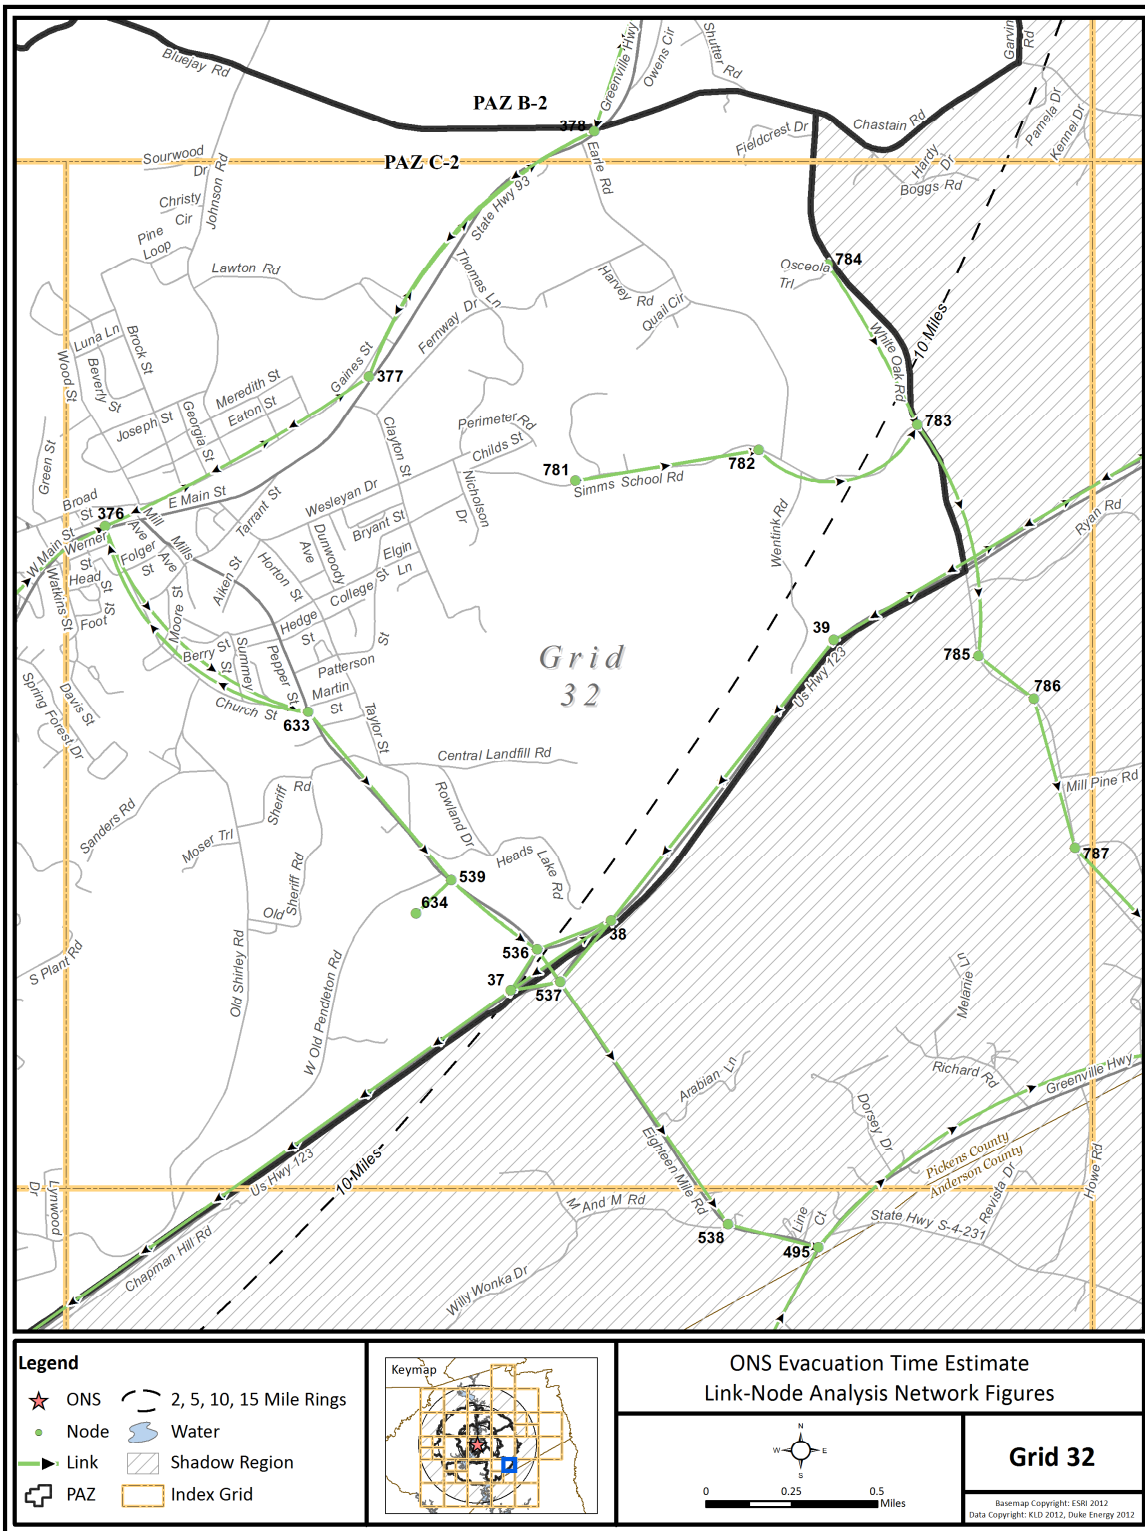 Bluejay Rd
PAZ B-2
Greenville Hwy
Owens Cir
Shutter Rd
Garvin Rd
378
Fieldcrest Dr
Chastain Rd
Pamela Dr
Kennel Dr
Hardy Dr
Boggs Rd
Sourwood Dr
PAZ C-2
Johnson Rd
Earle Rd
Christy Cir
State Hwy 93
Pine Loop
Lawton Rd
Thomas Ln
Harvey Rd
Quail Cir
Osceola Trl
784
10 Miles
White Oak Rd
Fernway Dr
Luna Ln
Brock St
Wood St
Beverly St
Gaines St
377
Meredith St
Eaton St
Joseph St
Georgia St
Clayton St
Perimeter Rd
Childs St
783
Green St
781
782
Simms School Rd
Nicholson Dr
Broad St
E Main St
376
Mill Ave
Tarrant St
Wesleyan Dr
Bryant St
Ryan Rd
W Main St
Werner St
Folger St
Mills Ave
Dunwoody Ave
Elgin Ln
Wentink Rd
Head St
Watkins St
Aiken St
Horton St
College St
Foot St
Moore St
Hedge St
Berry St
Summey St
Pepper St
Patterson St
Martin St
39
Us Hwy 123
785
786
Grid
32
Spring Forest Dr
Davis St
Church St
633
Taylor St
Central Landfill Rd
Mill Pine Rd
Sheriff Rd
Sanders Rd
Moser Trl
Rowland Dr
Heads Lake Rd
787
539
634
Old Sheriff Rd
38
536
S Plant Rd
Old Shirley Rd
W Old Pendleton Rd
37
537
Melanie Ln
Arabian Ln
Richard Rd
Greenville Hwy
Dorsey Dr
Eighteen Mile Rd
Pickens County
Anderson County
Us Hwy 123
10 Miles
Howe Rd
Lynwood Dr
M And M Rd
Line Ct
Revista Dr
State Hwy S-4-231
538
495
Chapman Hill Rd
Willy Wonka Dr
Legend
ONS
2, 5, 10, 15 Mile Rings
Node
Water
Link
Shadow Region
PAZ
Index Grid
Keymap
ONS Evacuation Time Estimate
Link-Node Analysis Network Figures
N
W E
S
0 0.25 0.5
Miles
Grid 32
Basemap Copyright: ESRI 2012
Data Copyright: KLD 2012, Duke Energy 2012